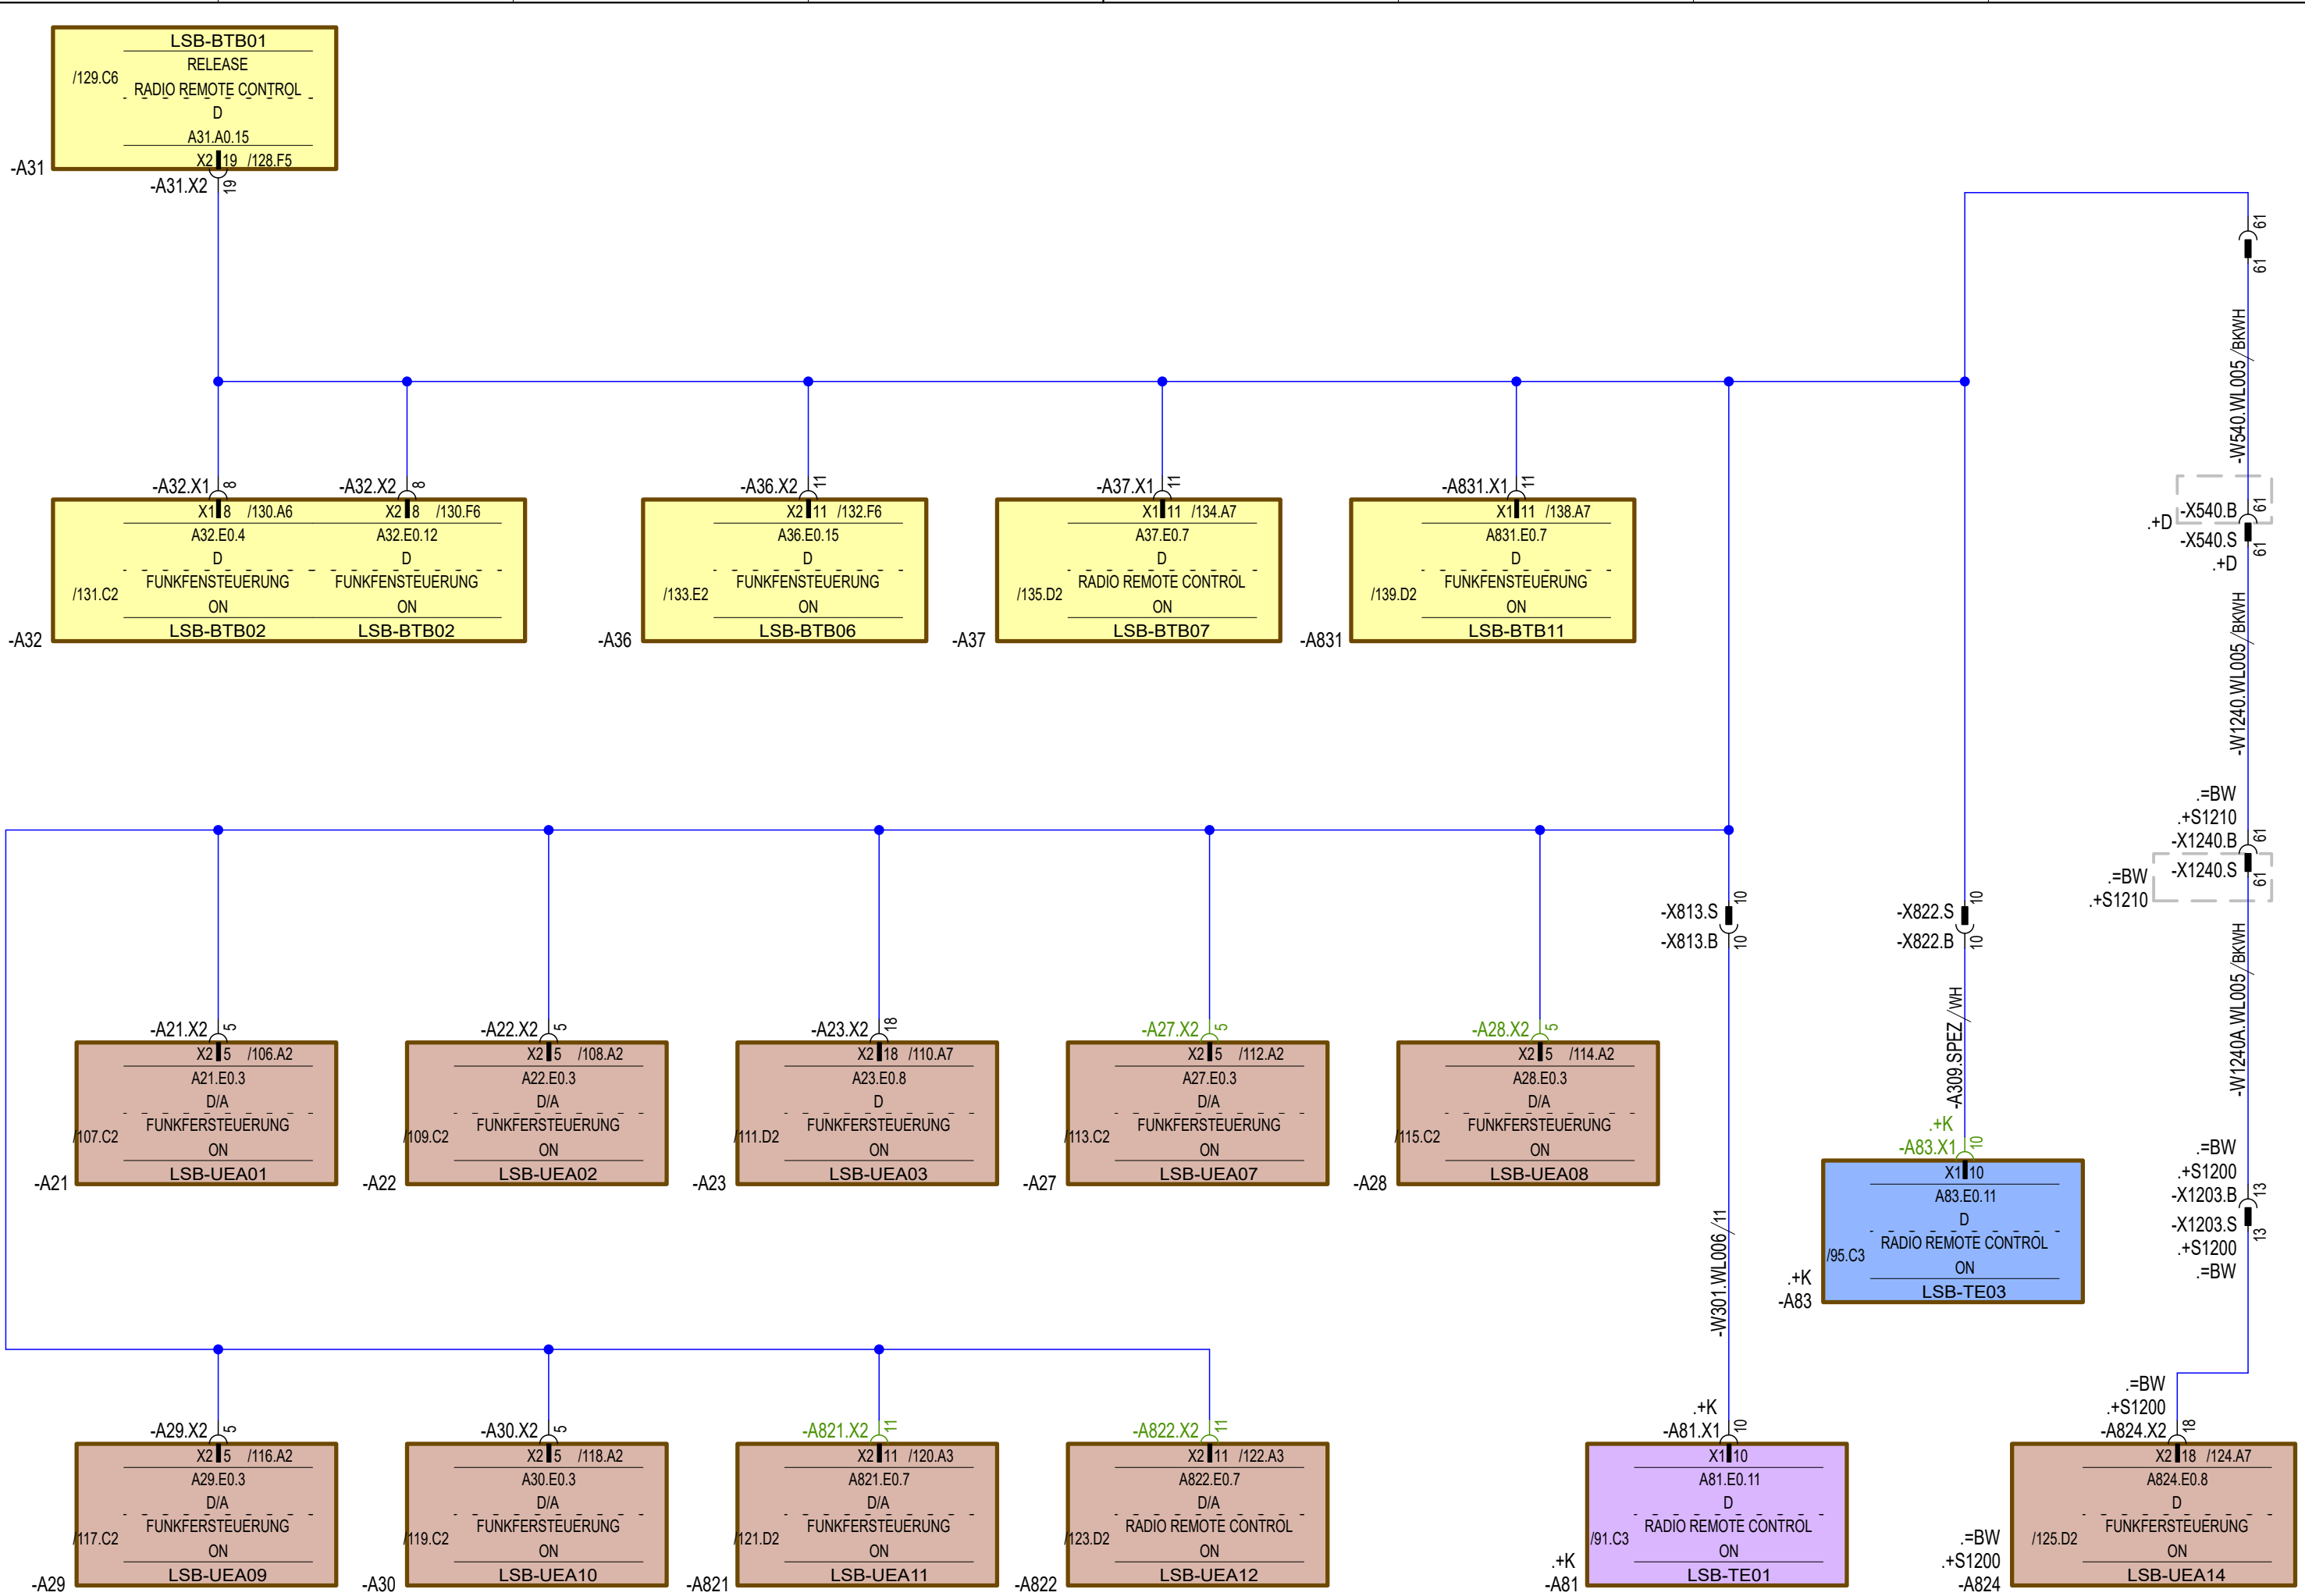 LSB-BTB01
RELEASE
/129.C6
RADIO REMOTE CONTROL
D
A31.A0.15
X2 19 /128.F5
-A31
-A31.X2 19
61
61
-W540.WL005 /BKWH
-X540.B 61
.+D
-X540.S 61
.+D
-W1240.WL005 /BKWH
.=BW
.+S1210
-X1240.B 61
-X1240.S 61
.=BW
.+S1210
-W1240A.WL005 /BKWH
.=BW
.+S1200
-X1203.B 13
-X1203.S 13
.+S1200
.=BW
-A32.X1 8
X1 8 /130.A6
A32.E0.4
D
FUNKFENSTEUERUNG
ON
LSB-BTB02
/131.C2
-A32
-A32.X2 8
X2 8 /130.F6
A32.E0.12
D
FUNKFENSTEUERUNG
ON
LSB-BTB02
-A36.X2 11
X2 11 /132.F6
A36.E0.15
D
FUNKFENSTEUERUNG
/133.E2
ON
LSB-BTB06
-A36
-A37.X1 11
X1 11 /134.A7
A37.E0.7
D
RADIO REMOTE CONTROL
/135.D2
ON
LSB-BTB07
-A37
-A831.X1 11
X1 11 /138.A7
A831.E0.7
D
FUNKFENSTEUERUNG
/139.D2
ON
LSB-BTB11
-A831
-X813.S 10
-X813.B 10
-W301.WL006 /11
-X822.S 10
-X822.B 10
-A309.SPEZ /WH
-A21.X2 5
X2 5 /106.A2
A21.E0.3
D/A
FUNKFERSTEUERUNG
/107.C2
ON
LSB-UEA01
-A21
-A22.X2 5
X2 5 /108.A2
A22.E0.3
D/A
FUNKFERSTEUERUNG
/109.C2
ON
LSB-UEA02
-A22
-A23.X2 18
X2 18 /110.A7
A23.E0.8
D
FUNKFERSTEUERUNG
/111.D2
ON
LSB-UEA03
-A23
-A27.X2 5
X2 5 /112.A2
A27.E0.3
D/A
FUNKFERSTEUERUNG
/113.C2
ON
LSB-UEA07
-A27
-A28.X2 5
X2 5 /114.A2
A28.E0.3
D/A
FUNKFERSTEUERUNG
/115.C2
ON
LSB-UEA08
-A28
.+K
-A83.X1 10
X1 10
A83.E0.11
D
RADIO REMOTE CONTROL
/95.C3
ON
LSB-TE03
.+K
-A83
-A29.X2 5
X2 5 /116.A2
A29.E0.3
D/A
FUNKFERSTEUERUNG
/117.C2
ON
LSB-UEA09
-A29
-A30.X2 5
X2 5 /118.A2
A30.E0.3
D/A
FUNKFERSTEUERUNG
/119.C2
ON
LSB-UEA10
-A30
-A821.X2 11
X2 11 /120.A3
A821.E0.7
D/A
FUNKFERSTEUERUNG
/121.D2
ON
LSB-UEA11
-A821
-A822.X2 11
X2 11 /122.A3
A822.E0.7
D/A
RADIO REMOTE CONTROL
/123.D2
ON
LSB-UEA12
-A822
.+K
-A81.X1 10
X1 10
A81.E0.11
D
RADIO REMOTE CONTROL
/91.C3
ON
LSB-TE01
.+K
-A81
.=BW
.+S1200
-A824.X2 18
X2 18 /124.A7
A824.E0.8
D
FUNKFERSTEUERUNG
/125.D2
ON
LSB-UEA14
.=BW
.+S1200
-A824